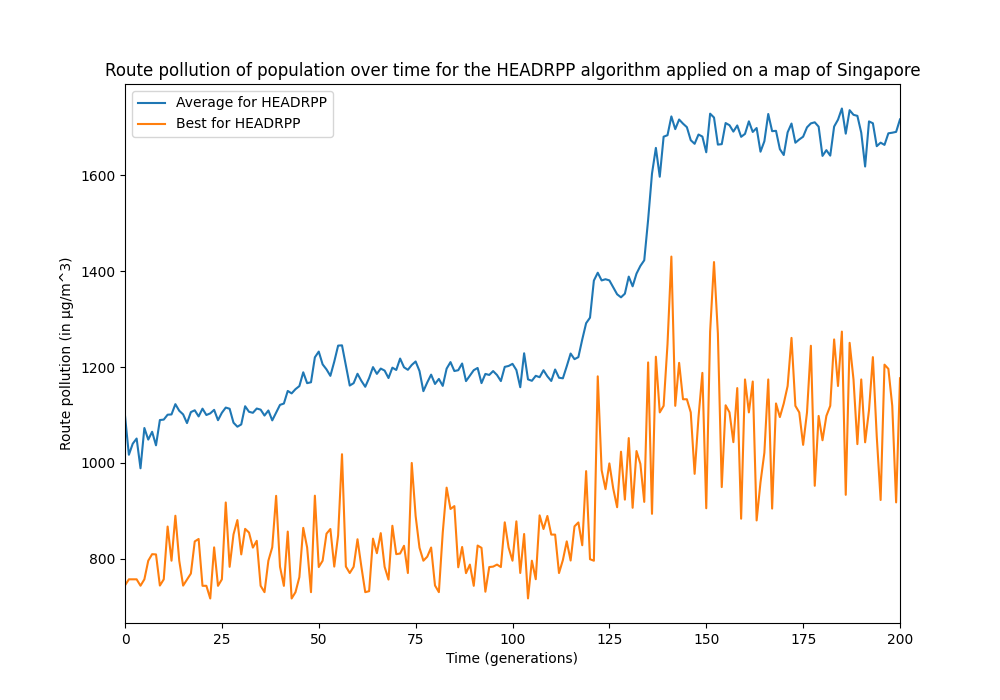 Route pollution of population over time for the HEADRPP algorithm applied on a map of Singapore
Average for HEADRPP
Best for HEADRPP
Route pollution (in μg/m^3)
1600
1400
1200
1000
800
0 25 50 75 100 125 150 175 200
Time (generations)